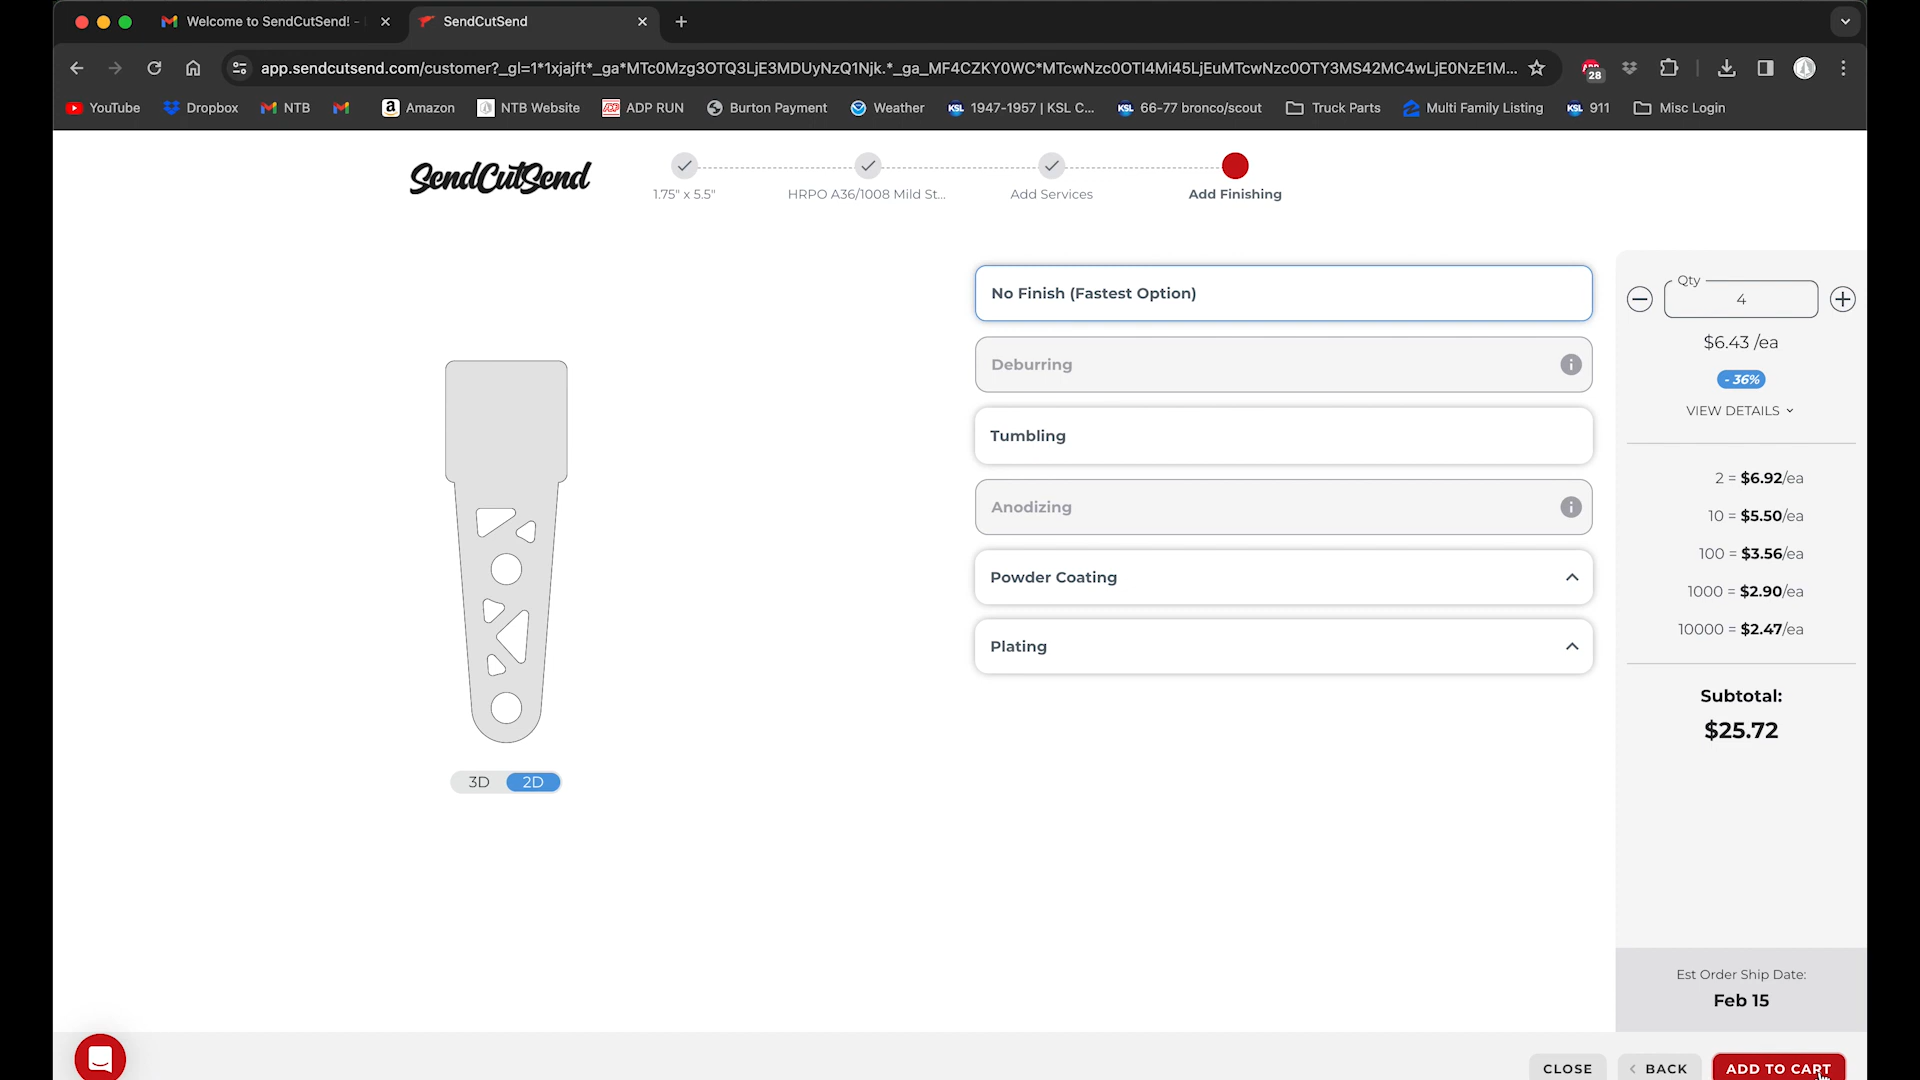 Welcome to SendCutSend! -
SendCutSend
app.sendcutsend.com/customer?_gl=1*1xjajft*_ga*MTc0Mzg3OTQ3LjE3MDUyNzQ1Njk.*_ga_MF4CZKY0WC*MTcwNzc0OTI4Mi45LjEuMTcwNzc0OTY3MS42MC4wLjE0NzE1M...
28
YouTube Dropbox NTB Amazon NTB Website ADP RUN Burton Payment Weather KSL 1947-1957 | KSL C... KSL 66-77 bronco/scout Truck Parts Multi Family Listing KSL 911 Misc Login
SendCutSend
1.75" x 5.5" HRPO A36/1008 Mild St... Add Services Add Finishing
No Finish (Fastest Option)
Deburring
Tumbling
Anodizing
Powder Coating
Plating
3D 2D
Qty
4
$6.43 /ea
- 36%
VIEW DETAILS
2 = $6.92/ea
10 = $5.50/ea
100 = $3.56/ea
1000 = $2.90/ea
10000 = $2.47/ea
Subtotal:
$25.72
Est Order Ship Date:
Feb 15
CLOSE
BACK
ADD TO CART